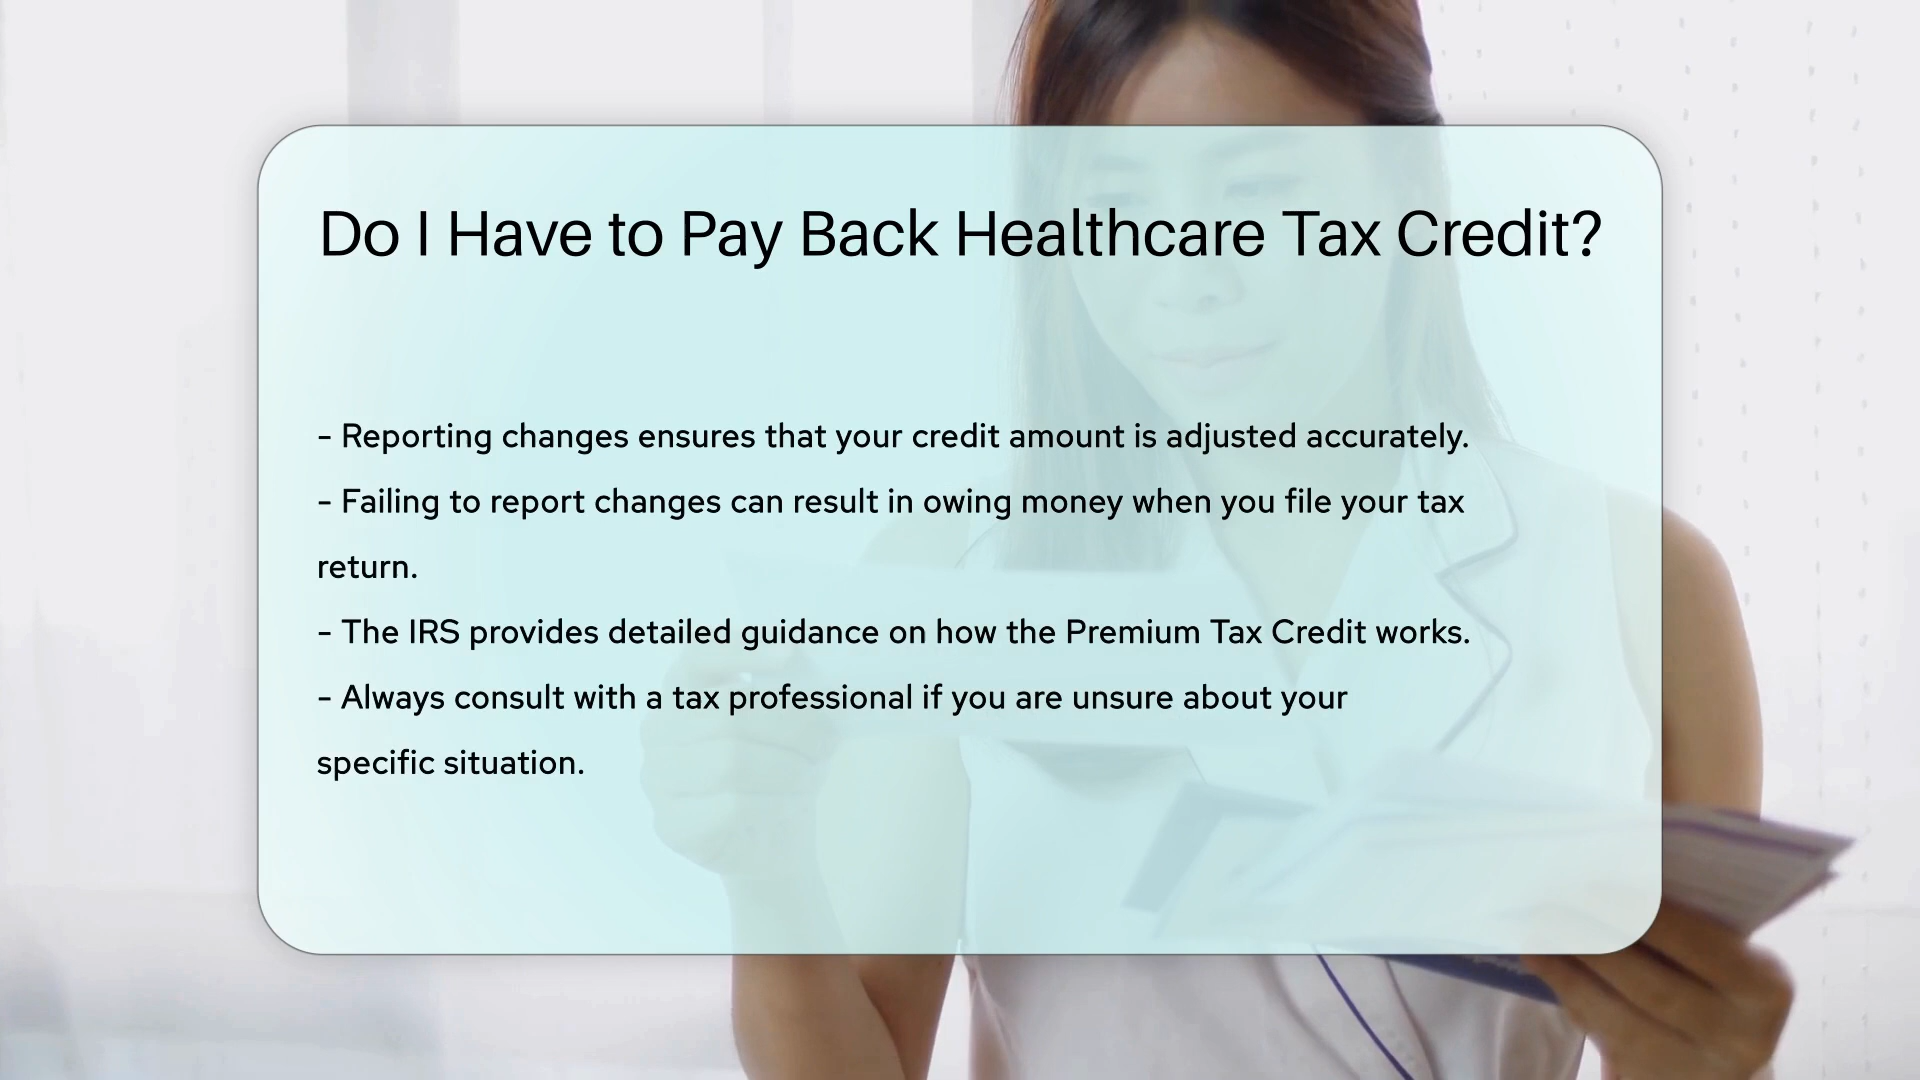 Do I Have to Pay Back Healthcare Tax Credit?
- Reporting changes ensures that your credit amount is adjusted accurately.
- Failing to report changes can result in owing money when you file your tax
return.
- The IRS provides detailed guidance on how the Premium Tax Credit works.
- Always consult with a tax professional if you are unsure about your
specific situation.